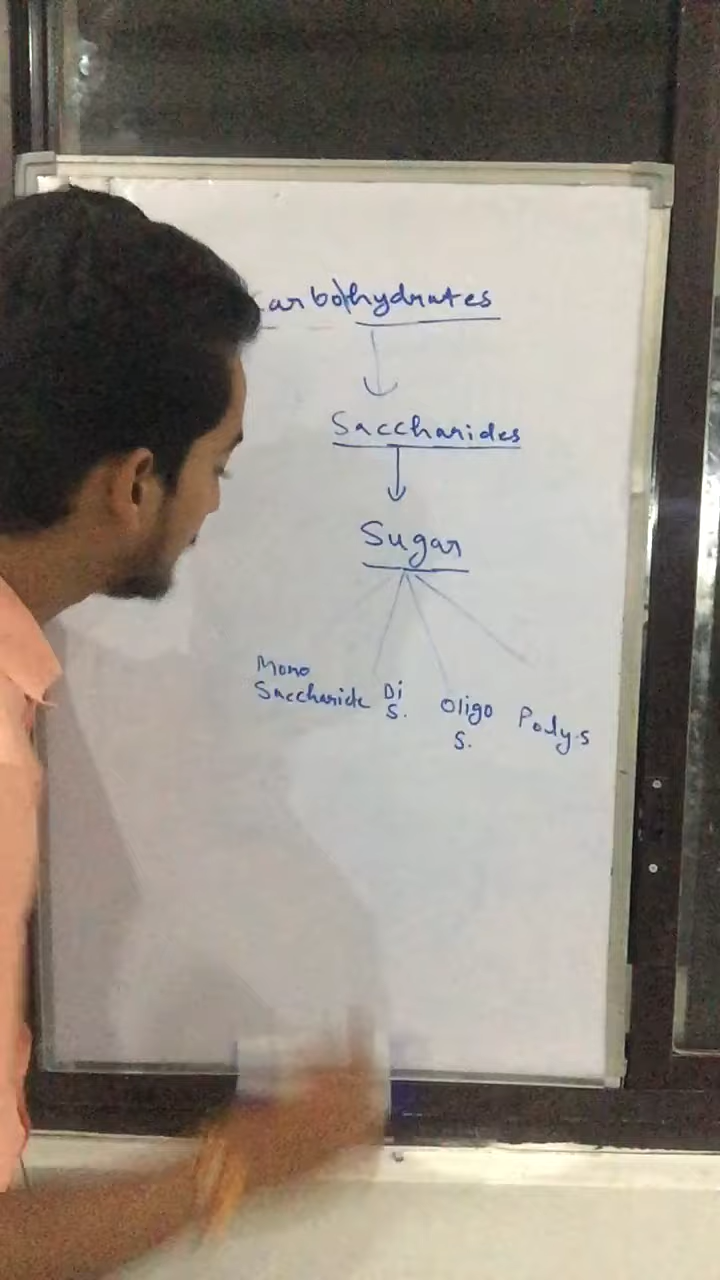 Carbohydrates
Saccharides
Sugar
Mono
Saccharide
Di
S.
Oligo
S.
Poly.s